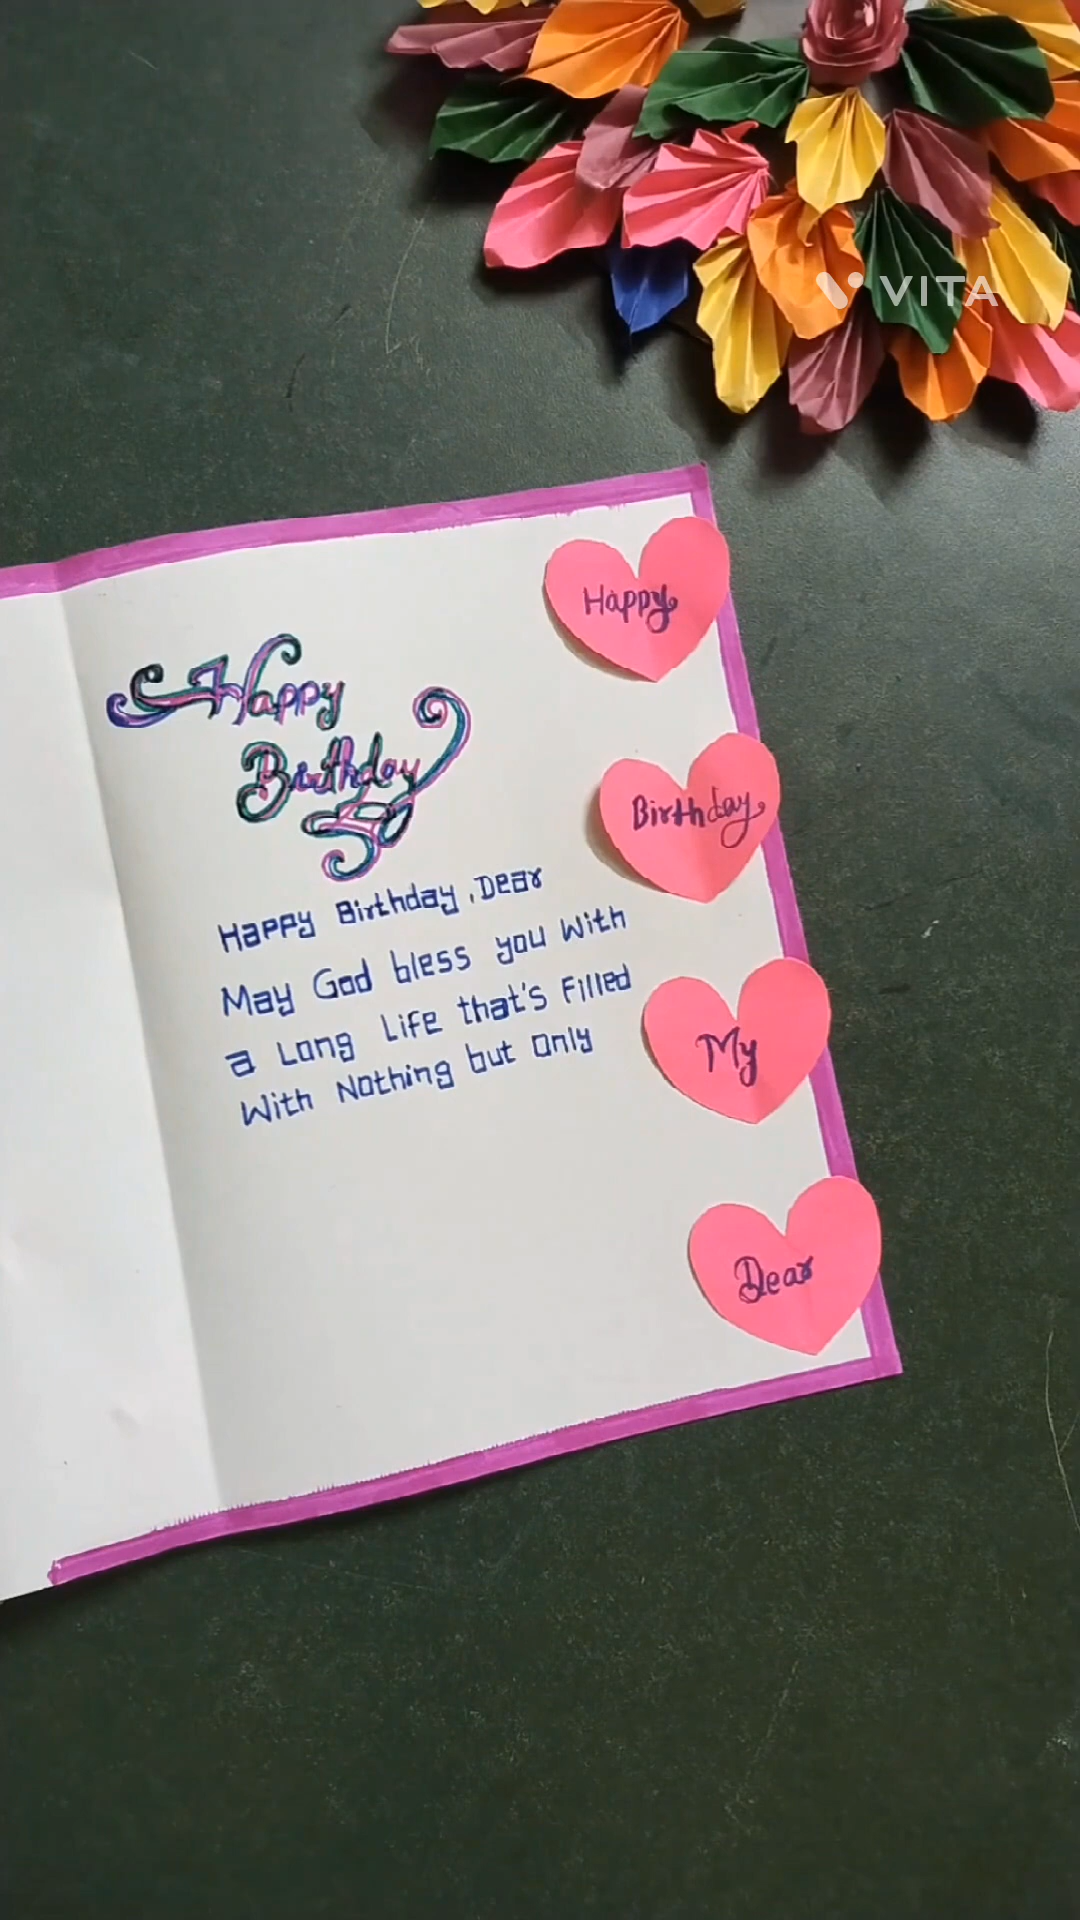 VITA
Happy
Birthday
Happy Birthday, Dear
May God bless you With
a Long Life that's Filled
With Nothing but Only
Happy
Birthday
My
Dear